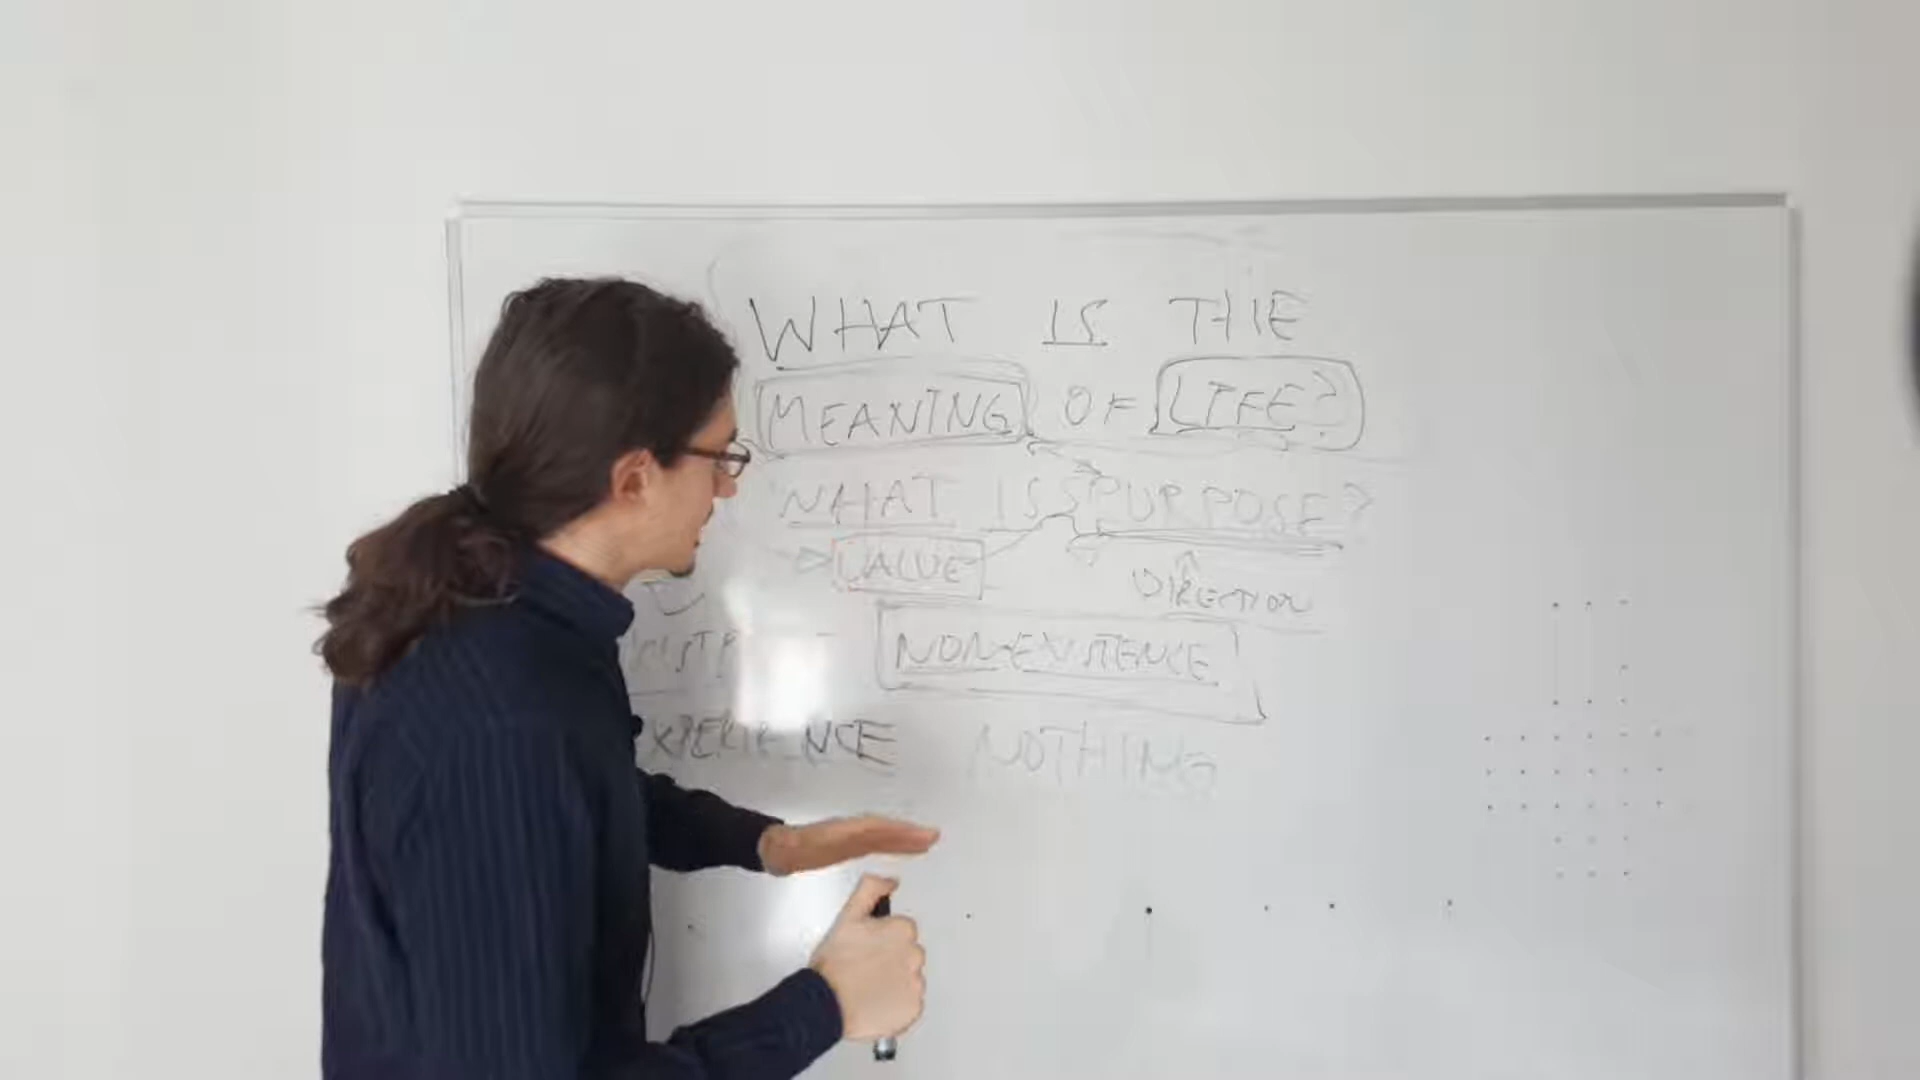 WHAT IS THE
MEANING OF LIFE?
WHAT IS PURPOSE?
VALUE
DIRECTION
NON-EXISTENCE
EXPERIENCE NOTHING